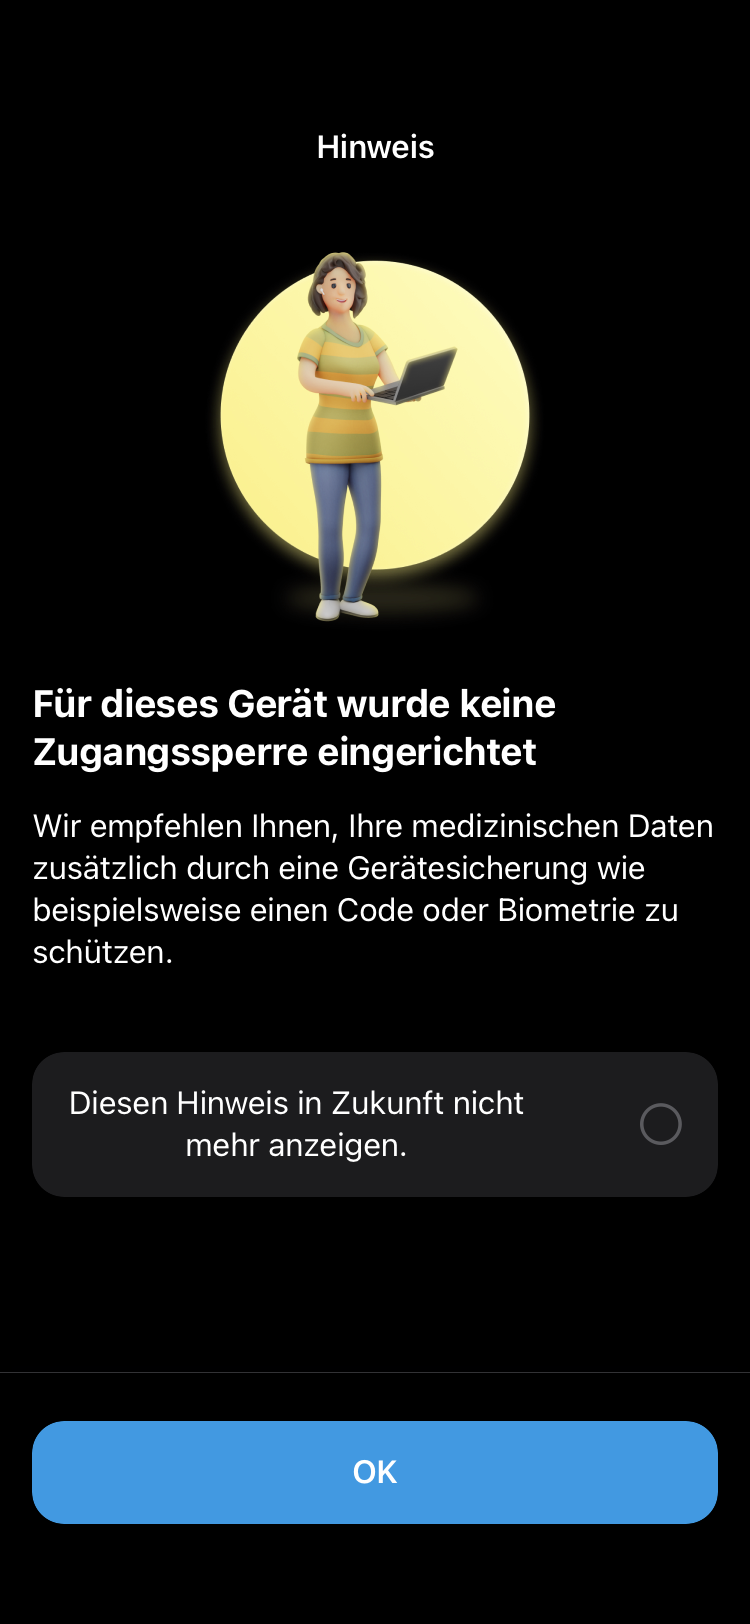 Hinweis
Für dieses Gerät wurde keine
Zugangssperre eingerichtet
Wir empfehlen Ihnen, Ihre medizinischen Daten
zusätzlich durch eine Gerätesicherung wie
beispielsweise einen Code oder Biometrie zu
schützen.
Diesen Hinweis in Zukunft nicht
mehr anzeigen.
OK